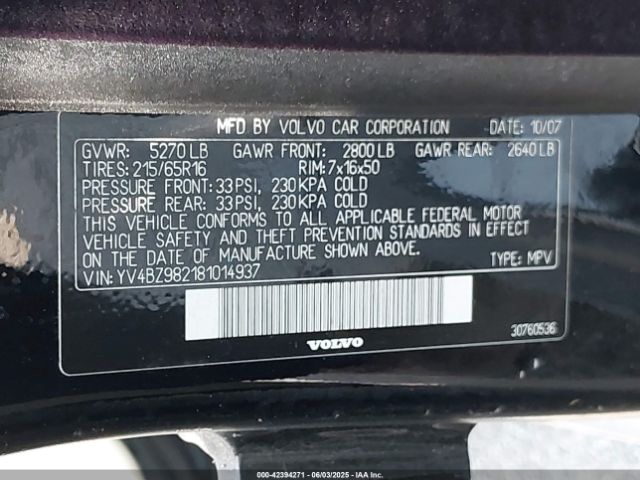 MFD BY VOLVO CAR CORPORATION DATE: 10/07
GVWR: 5270 LB GAWR FRONT: 2800 LB GAWR REAR: 2640 LB
TIRES: 215/65R16 RIM: 7x16x50
PRESSURE FRONT: 33 PSI, 230 KPA COLD
PRESSURE REAR: 33 PSI, 230 KPA COLD
THIS VEHICLE CONFORMS TO ALL APPLICABLE FEDERAL MOTOR
VEHICLE SAFETY AND THEFT PREVENTION STANDARDS IN EFFECT
ON THE DATE OF MANUFACTURE SHOWN ABOVE.
TYPE: MPV
VIN: YV4BZ982181014937
30760536
VOLVO
000-42394271 - 06/03/2025 - IAA Inc.